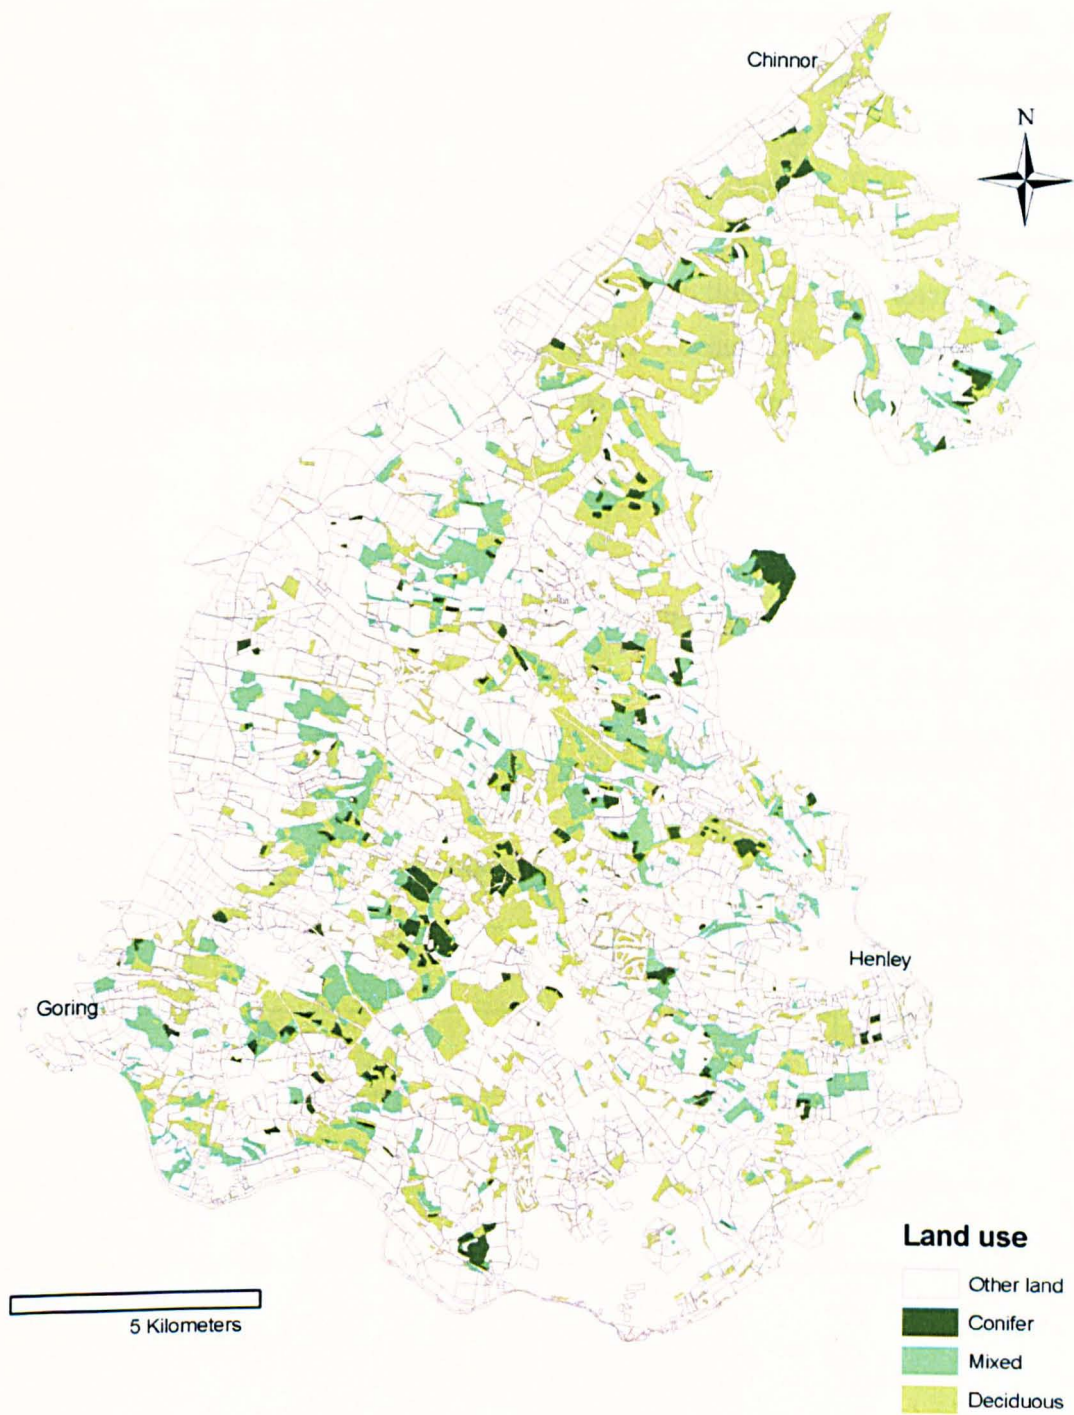 Chinnor
N
Henley
Goring
Land use
Other land
Conifer
Mixed
Deciduous
5 Kilometers